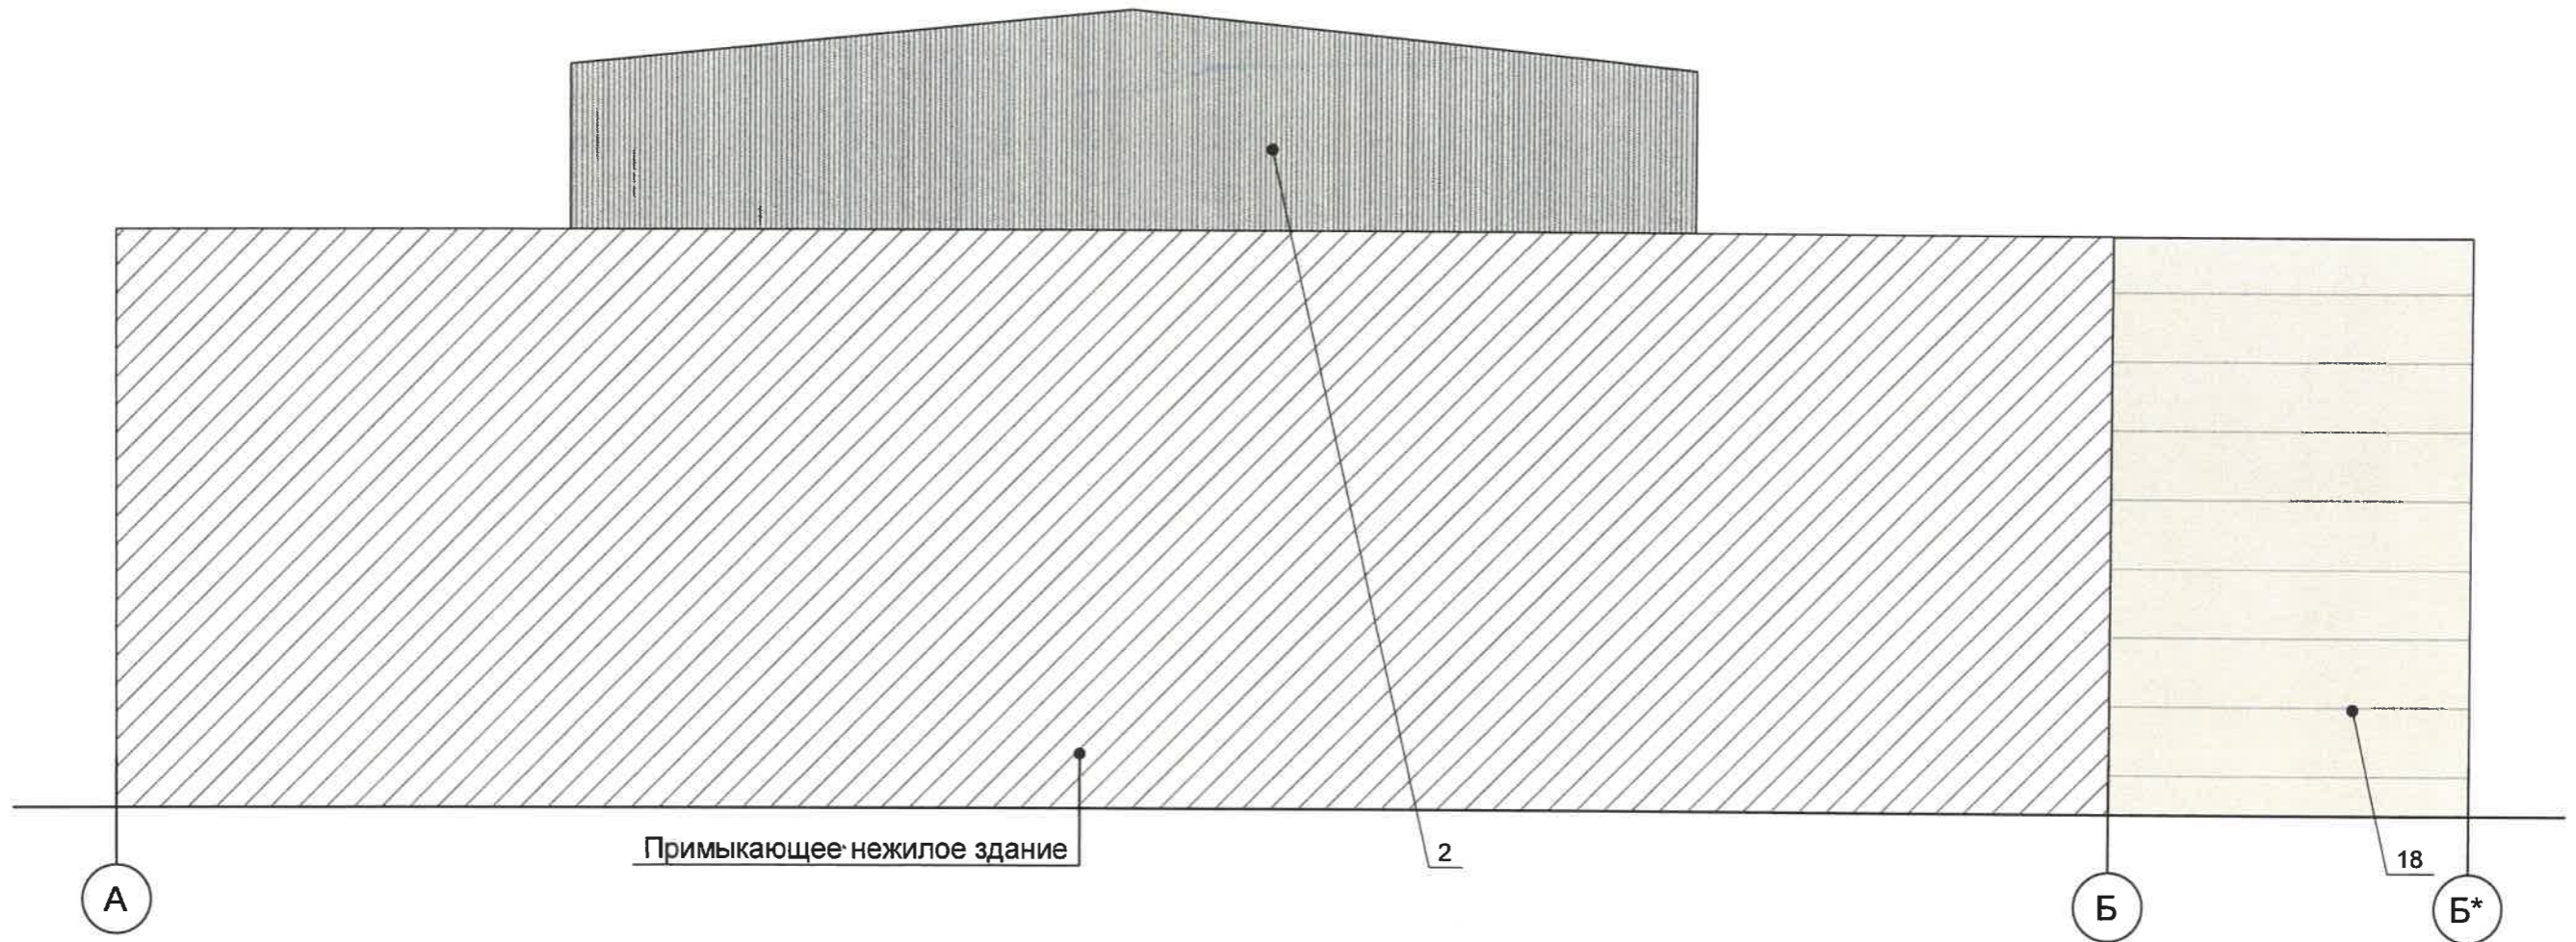 Примыкающее нежилое здание
2
18
А
Б
Б*